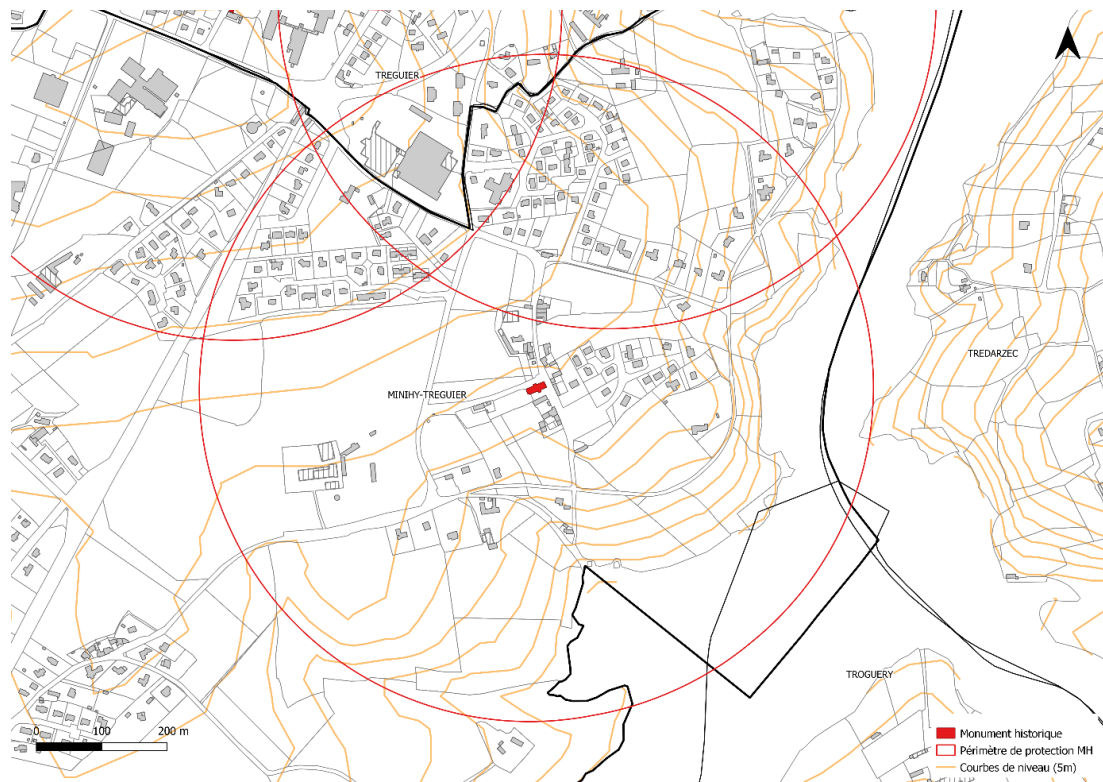 TREGUIER
TREDARZEC
MINIHY-TREGUIER
TROGUERY
0 100 200 m
Monument historique
Périmètre de protection MH
Courbes de niveau (5m)